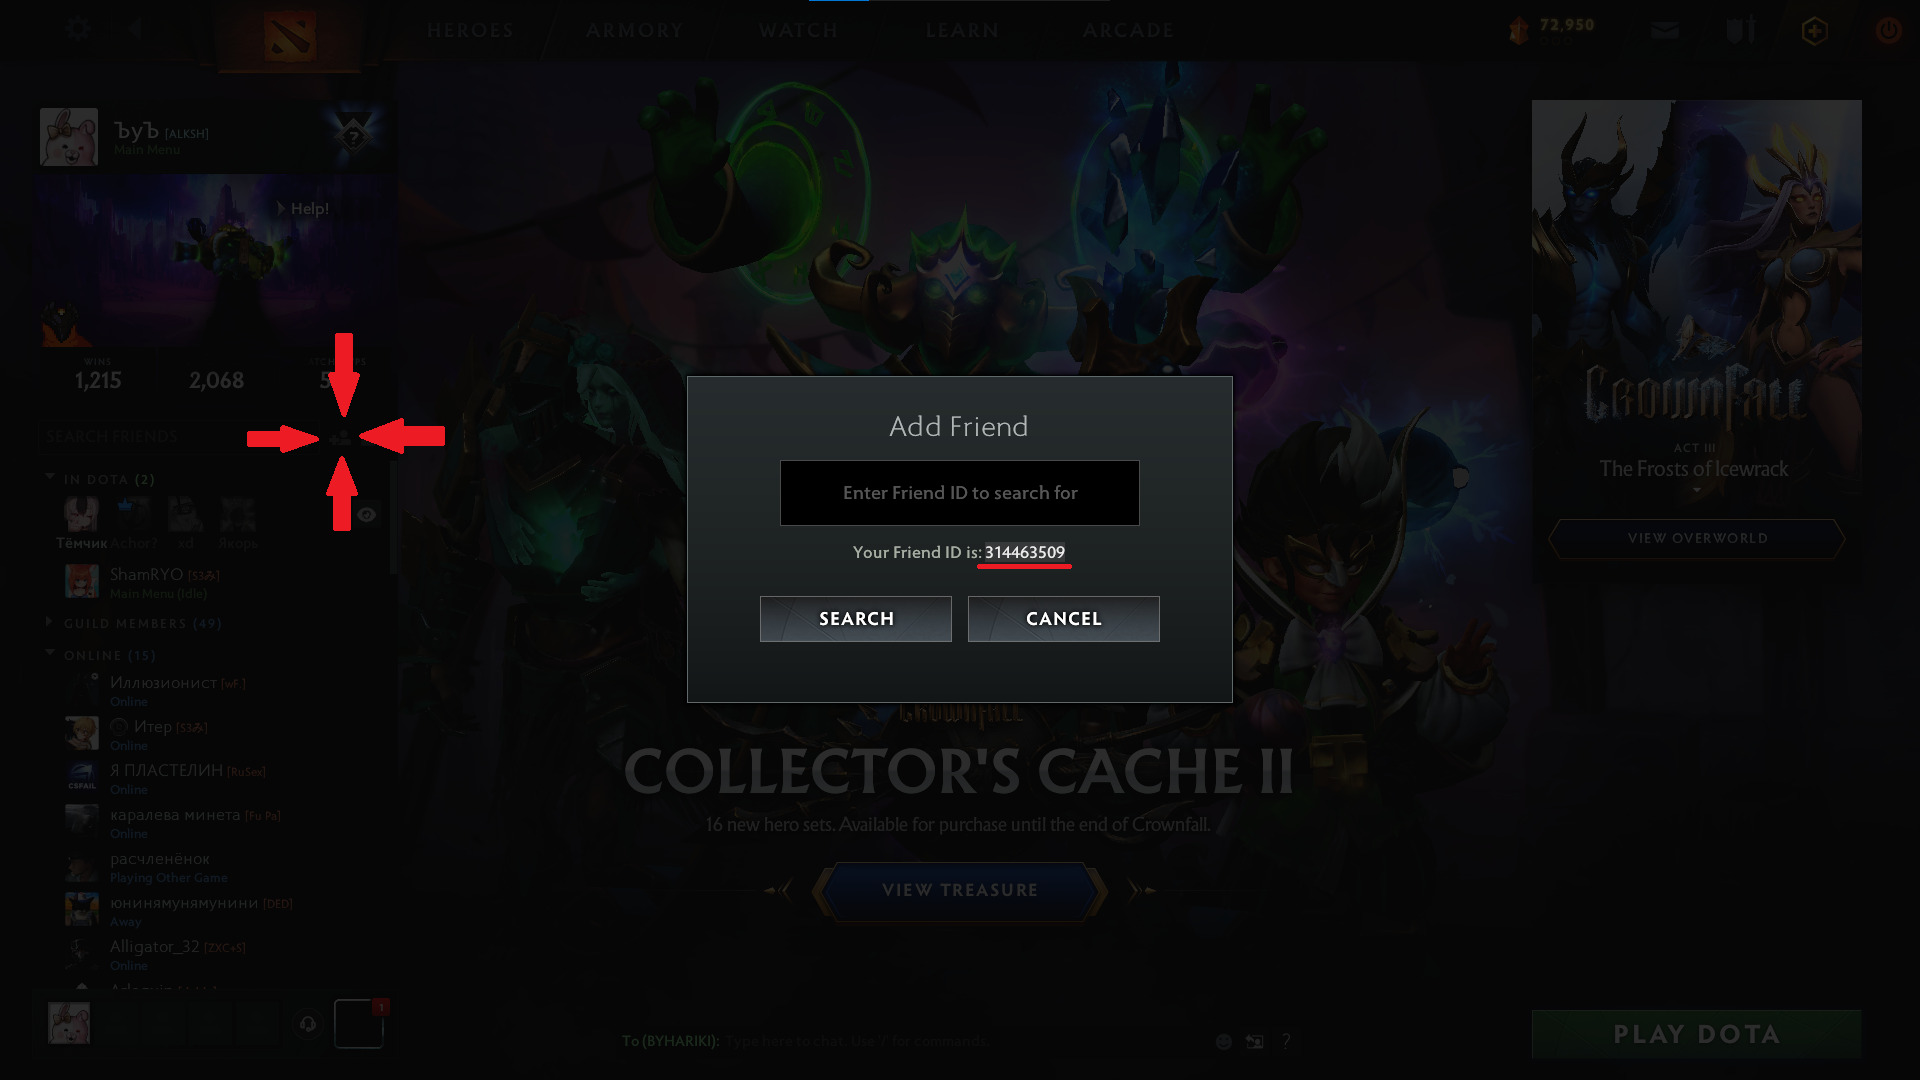 HEROES
ARMORY
WATCH
LEARN
ARCADE
72,950
ЪуЪ [ALKSH]
Main Menu
?
Help!
WINS
1,215
2,068
SEARCH FRIENDS
IN DOTA (2)
Тёмчик
Achor?
xd
Якорь
ShamRYO
Main Menu (Idle)
GUILD MEMBERS (49)
ONLINE (15)
Иллюзионист [wF.]
Online
Итер
Online
Я ПЛАСТЕЛИН [RuSex]
Online
CSFAIL
каралева минета [Fu Pa]
Online
расчленёнок
Playing Other Game
юнинямунямунини [DED]
Away
Alligator_32 [ZXC+S]
Online
1
Add Friend
Enter Friend ID to search for
Your Friend ID is: 314463509
SEARCH
CANCEL
CROWNFALL
COLLECTOR'S CACHE II
16 new hero sets. Available for purchase until the end of Crownfall.
VIEW TREASURE
To (BYHARIKI): Type here to chat. Use '/' for commands.
?
CROWNFALL
ACT III
The Frosts of Icewrack
VIEW OVERWORLD
PLAY DOTA